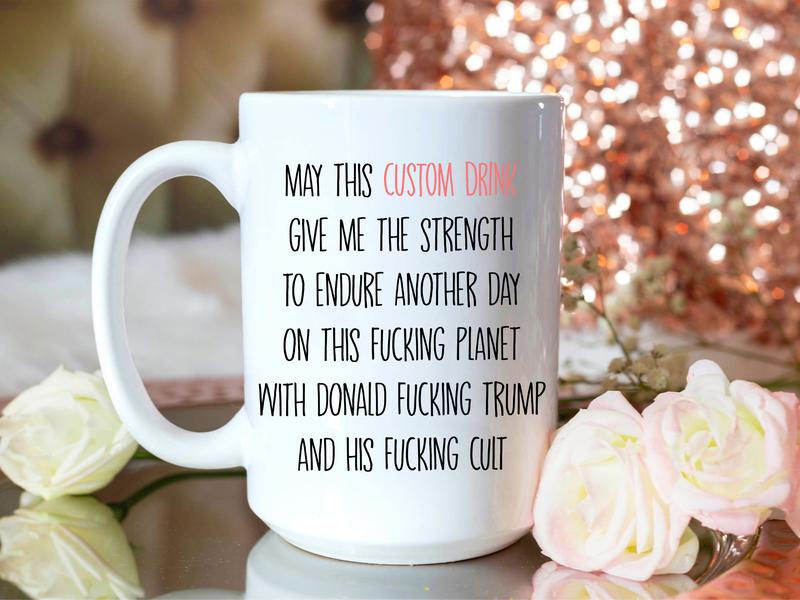 MAY THIS CUSTOM DRINK
GIVE ME THE STRENGTH
TO ENDURE ANOTHER DAY
ON THIS FUCKING PLANET
WITH DONALD FUCKING TRUMP
AND HIS FUCKING CULT